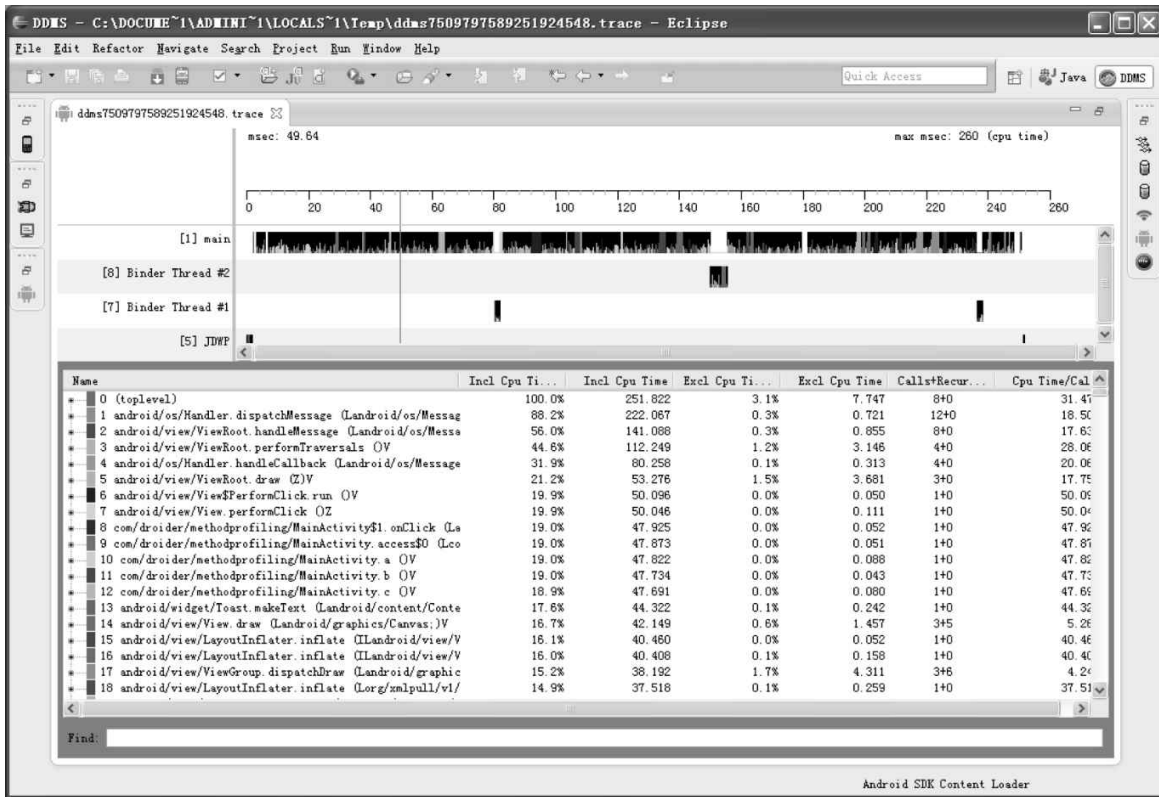 DDMS - C:\DOCUME~1\ADMINI~1\LOCALS~1\Temp\ddms7509797589251924548.trace - Eclipse
File Edit Refactor Navigate Search Project Run Window Help
Quick Access Java DDMS
ddms7509797589251924548.trace
msec: 49.64 max msec: 260 (cpu time)
0 20 40 60 80 100 120 140 160 180 200 220 240 260
[1] main
[8] Binder Thread #2
[7] Binder Thread #1
[5] JDWP
Name Incl Cpu Ti... Incl Cpu Time Excl Cpu Ti... Excl Cpu Time Calls+Recur... Cpu Time/Cal
0 (toplevel) 100.0% 251.822 3.1% 7.747 8+0 31.47
1 android/os/Handler.dispatchMessage (Landroid/os/Messag 88.2% 222.067 0.3% 0.721 12+0 18.50
2 android/view/ViewRoot.handleMessage (Landroid/os/Messa 56.0% 141.088 0.3% 0.855 8+0 17.63
3 android/view/ViewRoot.performTraversals ()V 44.6% 112.249 1.2% 3.146 4+0 28.06
4 android/os/Handler.handleCallback (Landroid/os/Message 31.9% 80.258 0.1% 0.313 4+0 20.06
5 android/view/ViewRoot.draw (Z)V 21.2% 53.276 1.5% 3.681 3+0 17.75
6 android/view/View$PerformClick.run ()V 19.9% 50.096 0.0% 0.050 1+0 50.09
7 android/view/View.performClick ()Z 19.9% 50.046 0.0% 0.111 1+0 50.04
8 com/droider/methodprofiling/MainActivity$1.onClick (La 19.0% 47.925 0.0% 0.052 1+0 47.92
9 com/droider/methodprofiling/MainActivity.access$0 (Lco 19.0% 47.873 0.0% 0.051 1+0 47.87
10 com/droider/methodprofiling/MainActivity.a ()V 19.0% 47.822 0.0% 0.088 1+0 47.82
11 com/droider/methodprofiling/MainActivity.b ()V 19.0% 47.734 0.0% 0.043 1+0 47.73
12 com/droider/methodprofiling/MainActivity.c ()V 18.9% 47.691 0.0% 0.080 1+0 47.69
13 android/widget/Toast.makeText (Landroid/content/Conte 17.6% 44.322 0.1% 0.242 1+0 44.32
14 android/view/View.draw (Landroid/graphics/Canvas;)V 16.7% 42.149 0.6% 1.457 3+5 5.26
15 android/view/LayoutInflater.inflate (ILandroid/view/V 16.1% 40.460 0.0% 0.052 1+0 40.46
16 android/view/LayoutInflater.inflate (ILandroid/view/V 16.0% 40.408 0.1% 0.158 1+0 40.40
17 android/view/ViewGroup.dispatchDraw (Landroid/graphic 15.2% 38.192 1.7% 4.311 3+6 4.24
18 android/view/LayoutInflater.inflate (Lorg/xmlpull/v1/ 14.9% 37.518 0.1% 0.259 1+0 37.51
Find:
Android SDK Content Loader